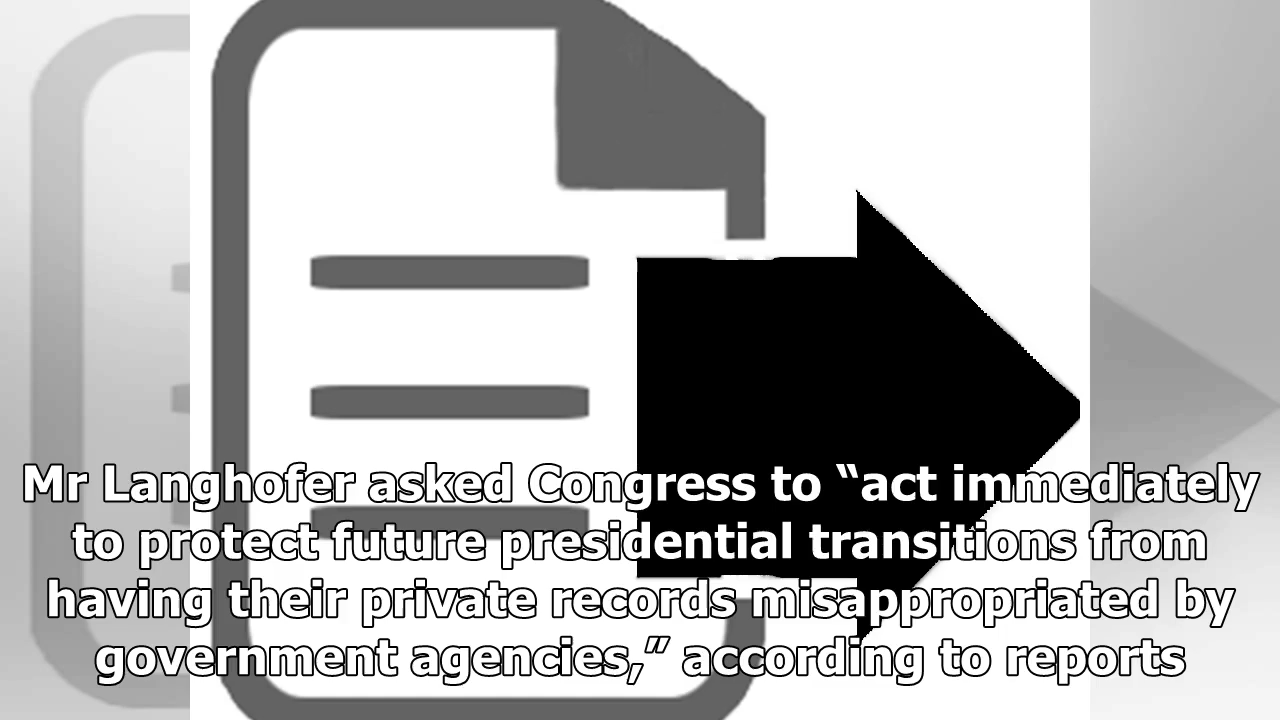 Mr Langhofer asked Congress to “act immediately
to protect future presidential transitions from
having their private records misappropriated by
government agencies,” according to reports